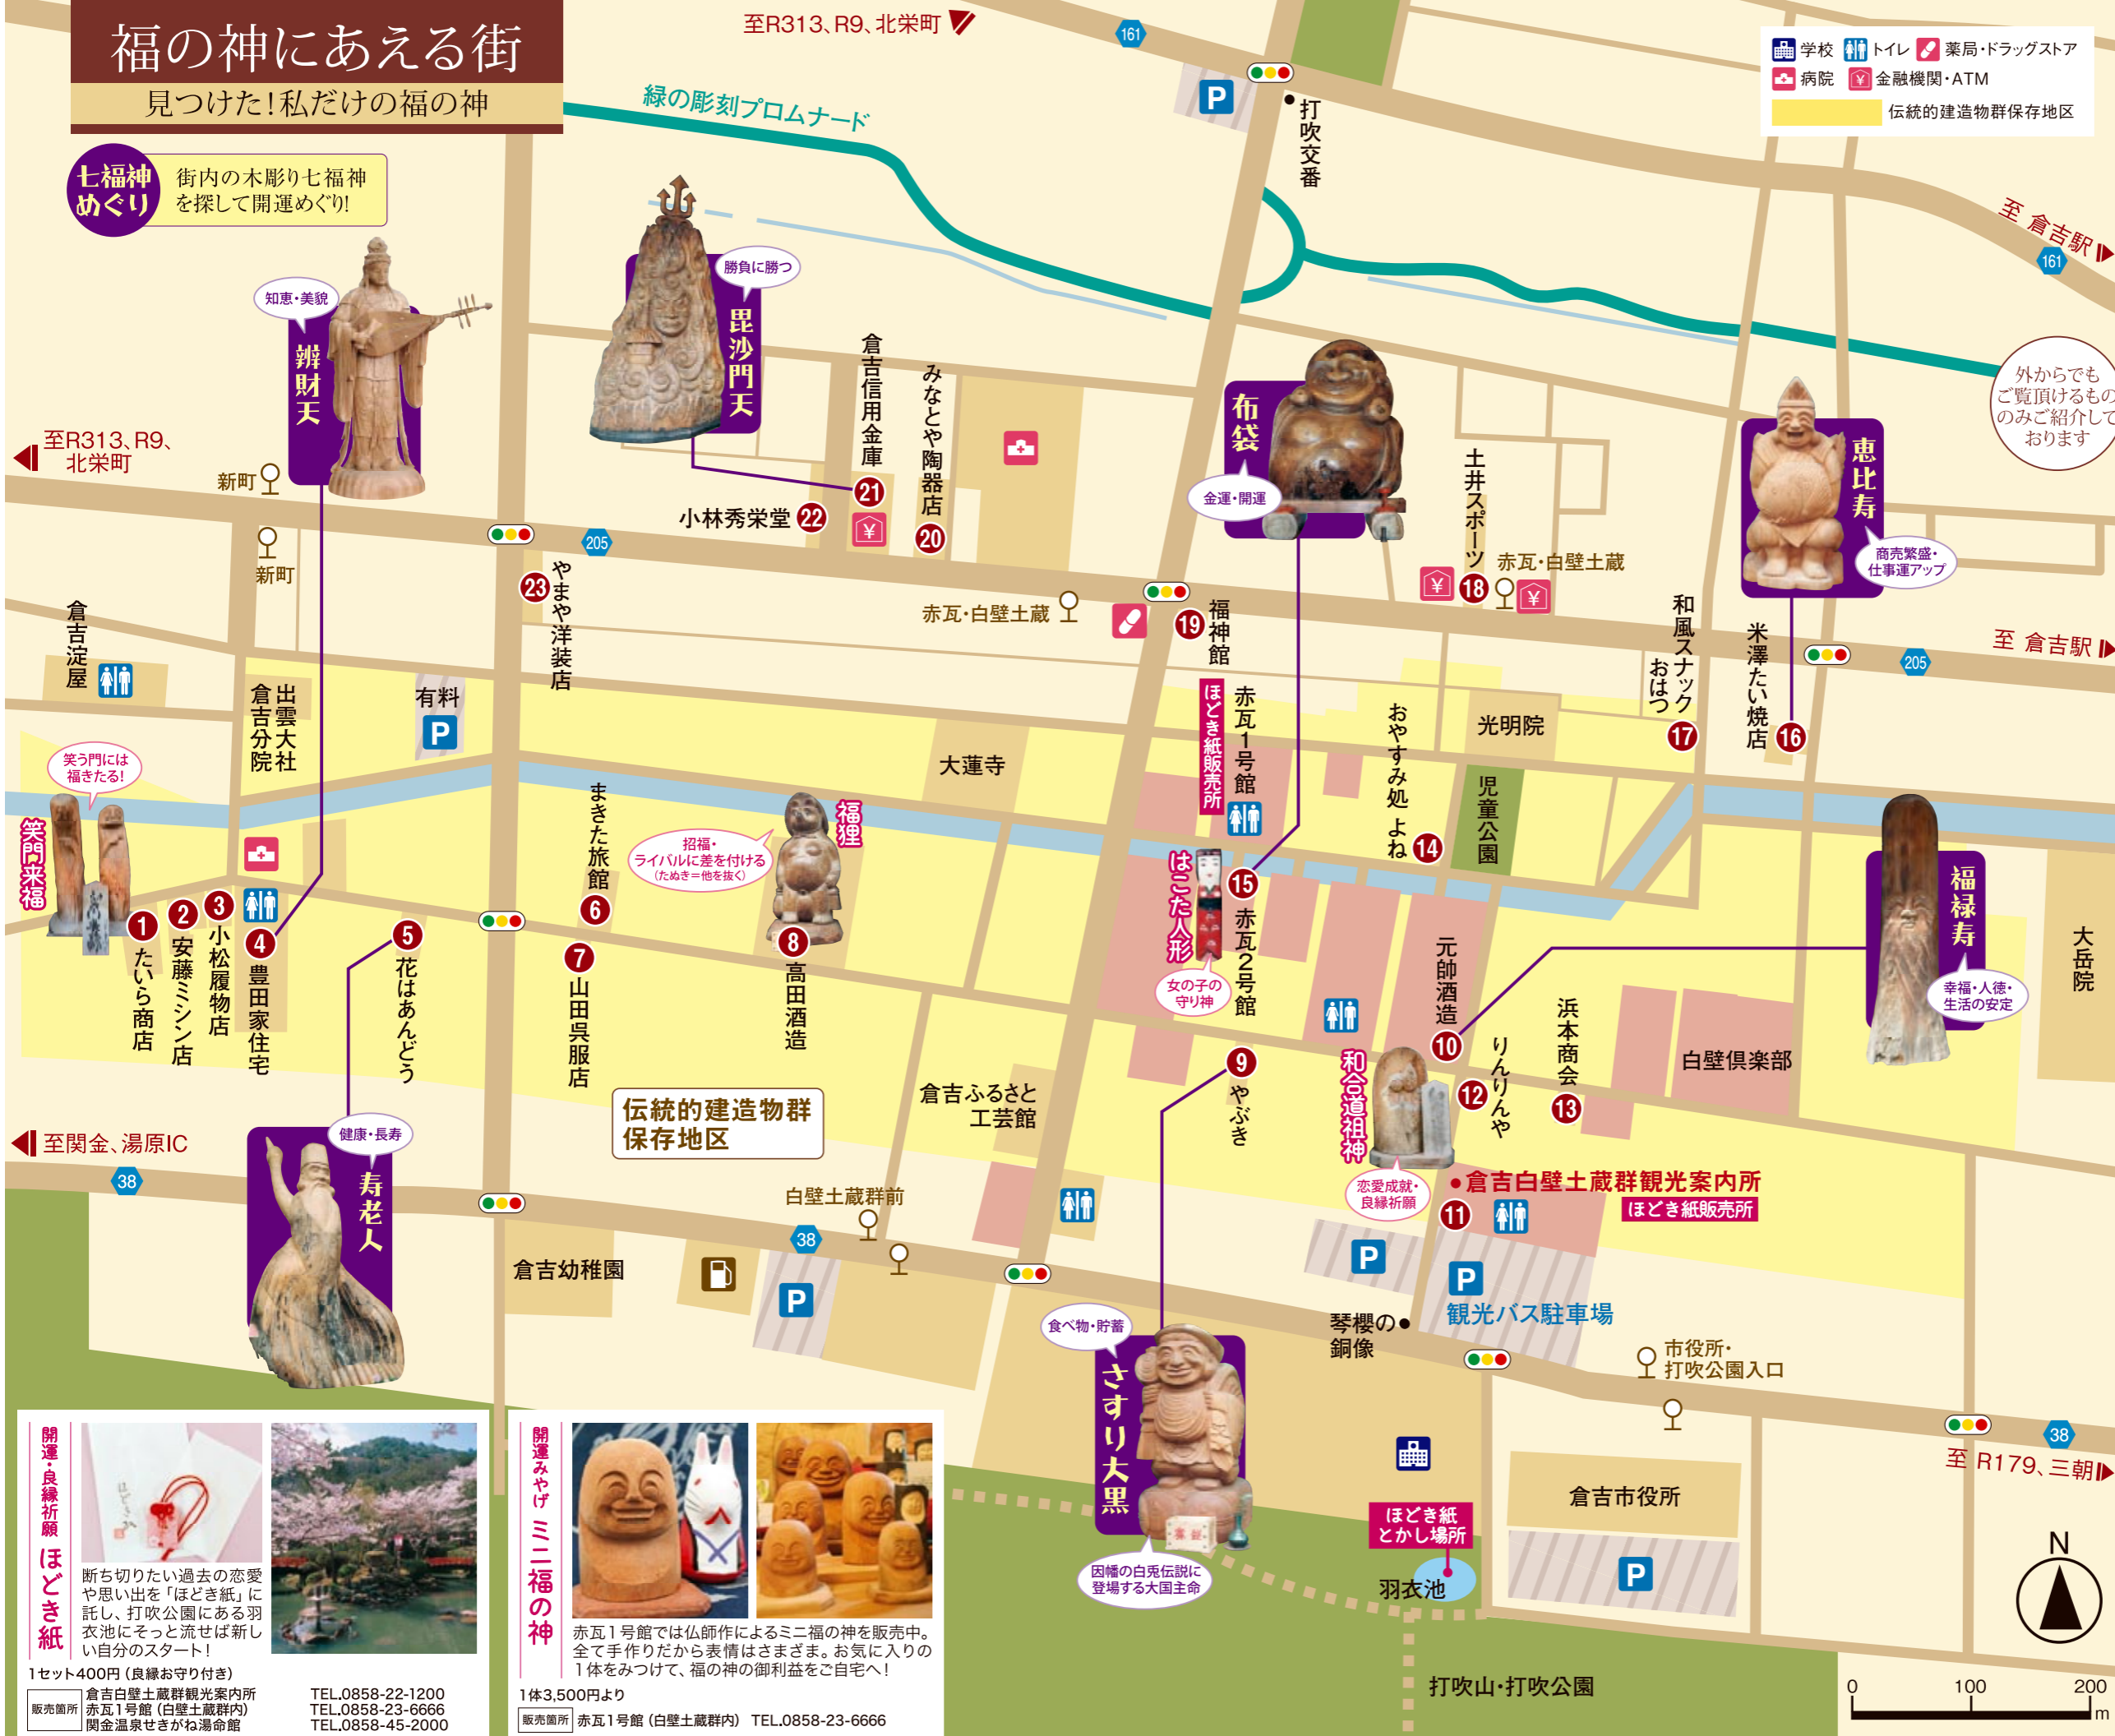 福の神にあえる街
見つけた!私だけの福の神
七福神
めぐり
街内の木彫り七福神
を探して開運めぐり!
至R313、R9、北栄町
161
緑の彫刻プロムナード
P
打吹交番
学校 トイレ 薬局・ドラッグストア
病院 金融機関・ATM
伝統的建造物群保存地区
至 倉吉駅
161
外からでも
ご覧頂けるもの
のみご紹介して
おります
知恵・美貌
辨財天
勝負に勝つ
毘沙門天
布袋
金運・開運
恵比寿
商売繁盛・
仕事運アップ
至R313、R9、
北栄町
新町
新町
205
小林秀栄堂 22
倉吉信用金庫
21
みなとや陶器店
20
23 やまや洋装店
赤瓦・白壁土蔵
19 福神館
土井スポーツ
18
赤瓦・白壁土蔵
和風スナック
おはつ
17
米澤たい焼店
16
205
至 倉吉駅
倉吉淀屋
出雲大社
倉吉分院
有料
P
大蓮寺
ほどき紙販売所
赤瓦1号館
おやすみ処 よね
14
光明院
児童公園
笑う門には
福きたる!
笑門来福
1 たいら商店
2 安藤ミシン店
3 小松履物店
4 豊田家住宅
5 花はあんどう
まきた旅館
6
7 山田呉服店
招福・
ライバルに差を付ける
(たぬき=他を抜く)
福狸
8 高田酒造
はこた人形
女の子の
守り神
15 赤瓦2号館
元帥酒造
10
福禄寿
幸福・人徳・
生活の安定
大岳院
9 やぶき
和合道祖神
恋愛成就・
良縁祈願
12 りんりんや
浜本商会
13
白壁倶楽部
倉吉ふるさと
工芸館
伝統的建造物群
保存地区
至関金、湯原IC
38
健康・長寿
寿老人
白壁土蔵群前
38
倉吉幼稚園
P
倉吉白壁土蔵群観光案内所
ほどき紙販売所
11
P
P
観光バス駐車場
琴櫻の
銅像
市役所・
打吹公園入口
38
至 R179、三朝
食べ物・貯蓄
さすり大黒
因幡の白兎伝説に
登場する大国主命
ほどき紙
とかし場所
羽衣池
倉吉市役所
P
打吹山・打吹公園
N
0 100 200
m
開運・良縁祈願 ほどき紙
断ち切りたい過去の恋愛
や思い出を「ほどき紙」に
託し、打吹公園にある羽
衣池にそっと流せば新し
い自分のスタート!
1セット400円(良縁お守り付き)
販売箇所
倉吉白壁土蔵群観光案内所 TEL.0858-22-1200
赤瓦1号館(白壁土蔵群内) TEL.0858-23-6666
関金温泉せきがね湯命館 TEL.0858-45-2000
開運みやげ ミニ福の神
赤瓦1号館では仏師作によるミニ福の神を販売中。
全て手作りだから表情はさまざま。お気に入りの
1体をみつけて、福の神の御利益をご自宅へ!
1体3,500円より
販売箇所 赤瓦1号館(白壁土蔵群内) TEL.0858-23-6666